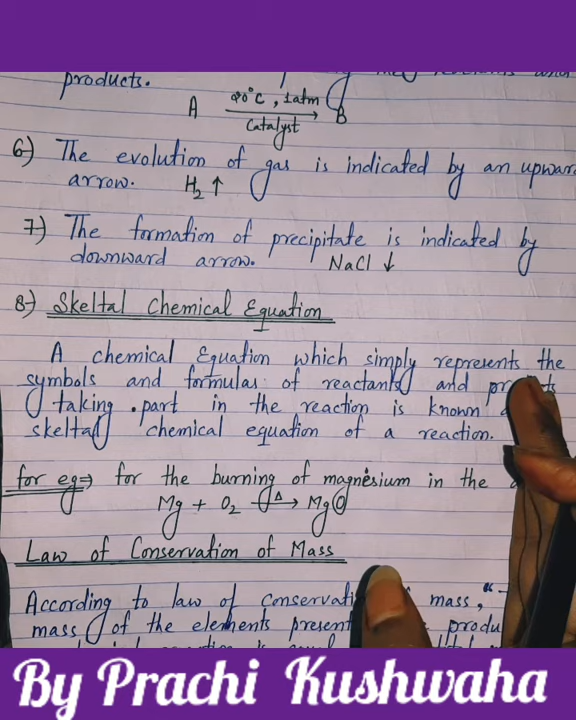 products.
A 90°C, 1atm B
Catalyst
6) The evolution of gas is indicated by an upwar
arrow. H₂ ↑
7) The formation of precipitate is indicated by
downward arrow. NaCl ↓
8) Skeltal Chemical Equation
A chemical Equation which simply represents the
symbols and formulas of reactants and
taking part in the reaction is known
skeltal chemical equation of a reaction.
for eg⇒ for the burning of magnesium in the
Mg + O₂ Δ→ MgO
Law of Conservation of Mass
According to law of mass, "
mass of the elements present
By Prachi Kushwaha